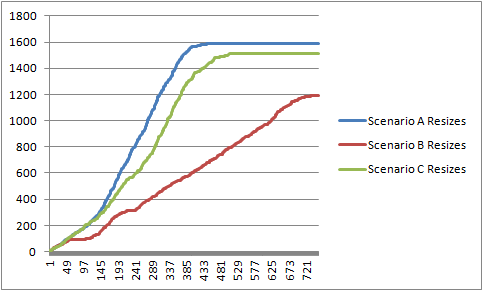 1800
1600
1400
1200
1000
800
600
400
200
0
1 49 97 145 193 241 289 337 385 433 481 529 577 625 673 721
Scenario A Resizes
Scenario B Resizes
Scenario C Resizes